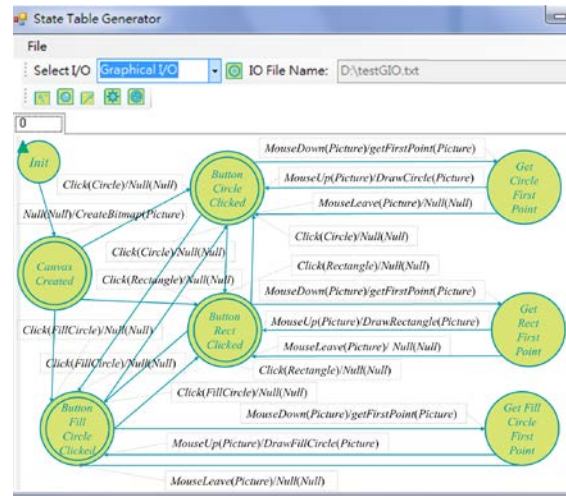 State Table Generator
File
Select I/O Graphical I/O IO File Name: D:\testGIO.txt
0
Init
MouseDown(Picture)/getFirstPoint(Picture)
Click(Circle)/Null(Null)
Button
Circle
Clicked
MouseUp(Picture)/DrawCircle(Picture)
Get
Circle
First
Point
MouseLeave(Picture)/Null(Null)
Null(Null)/CreateBitmap(Picture)
Click(Circle)/Null(Null)
Click(Circle)/Null(Null)
Canvas
Created
Click(Rectangle)/Null(Null)
Click(Rectangle)/Null(Null)
MouseDown(Picture)/getFirstPoint(Picture)
Button
Rect
Clicked
Get
Rect
First
Point
Click(FillCircle)/Null(Null)
MouseUp(Picture)/DrawRectangle(Picture)
MouseLeave(Picture)/ Null(Null)
Click(FillCircle)/Null(Null)
Click(Rectangle)/Null(Null)
Click(FillCircle)/Null(Null)
Button
Fill
Circle
Clicked
MouseDown(Picture)/getFirstPoint(Picture)
Get Fill
Circle
First
Point
MouseUp(Picture)/DrawFillCircle(Picture)
MouseLeave(Picture)/Null(Null)